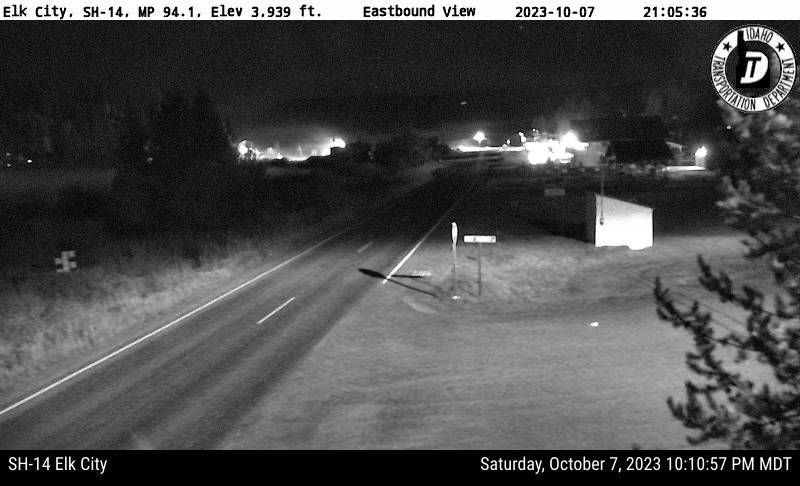 Elk City, SH-14, MP 94.1, Elev 3,939 ft. Eastbound View 2023-10-07 21:05:36
IDAHO
TRANSPORTATION DEPARTMENT
SH-14 Elk City Saturday, October 7, 2023 10:10:57 PM MDT